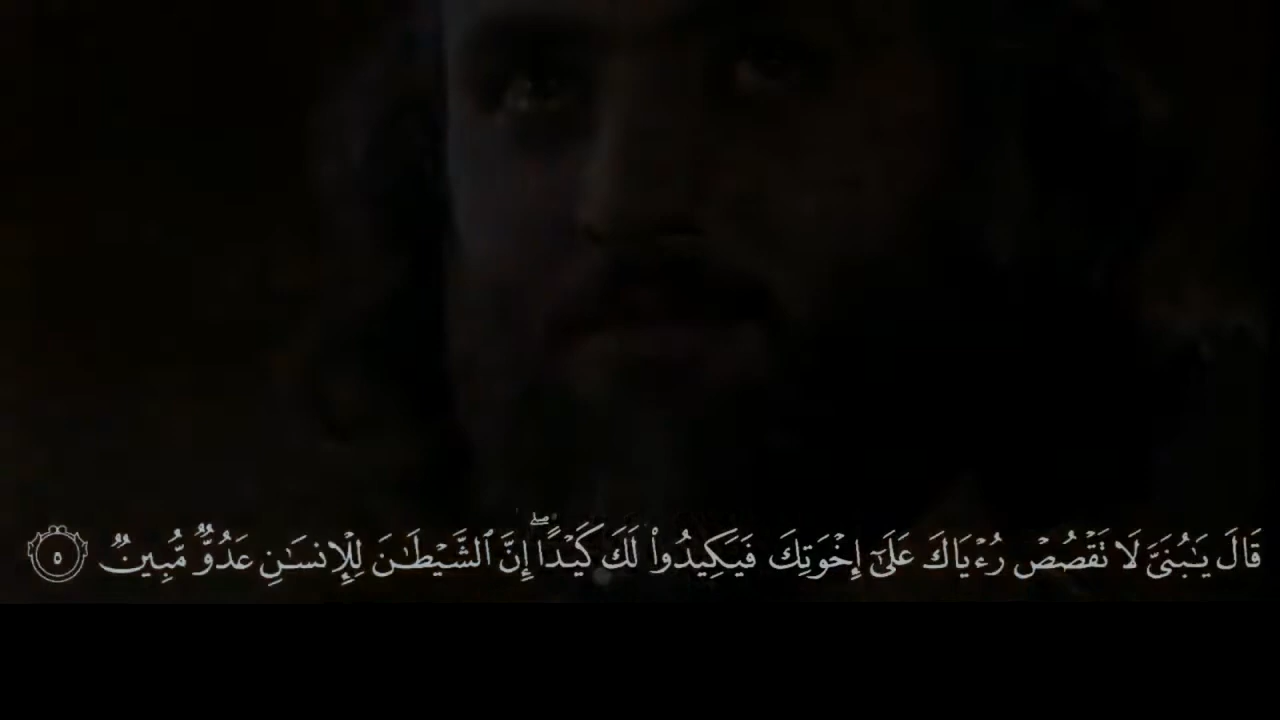 قَالَ يَـٰبُنَىَّ لَا تَقْصُصْ رُءْيَاكَ عَلَىٰٓ إِخْوَتِكَ فَيَكِيدُوا۟ لَكَ كَيْدًا ۖ إِنَّ ٱلشَّيْطَـٰنَ لِلْإِنسَـٰنِ عَدُوٌّ مُّبِينٌ ٥